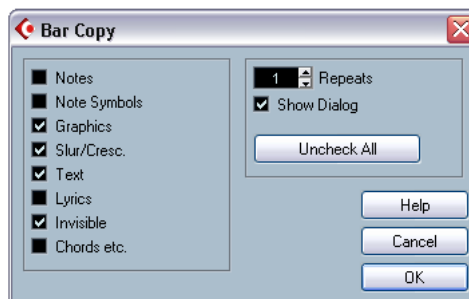 Bar Copy
Notes
Note Symbols
Graphics
Slur/Cresc.
Text
Lyrics
Invisible
Chords etc.
1 Repeats
Show Dialog
Uncheck All
Help
Cancel
OK